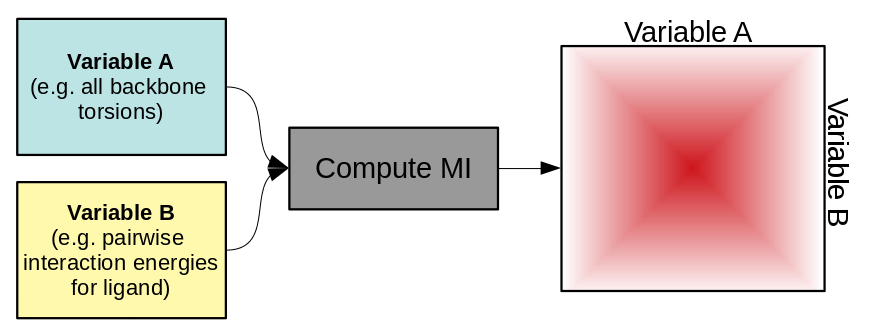 Variable A
(e.g. all backbone
torsions)
Variable B
(e.g. pairwise
interaction energies
for ligand)
Compute MI
Variable A
Variable B